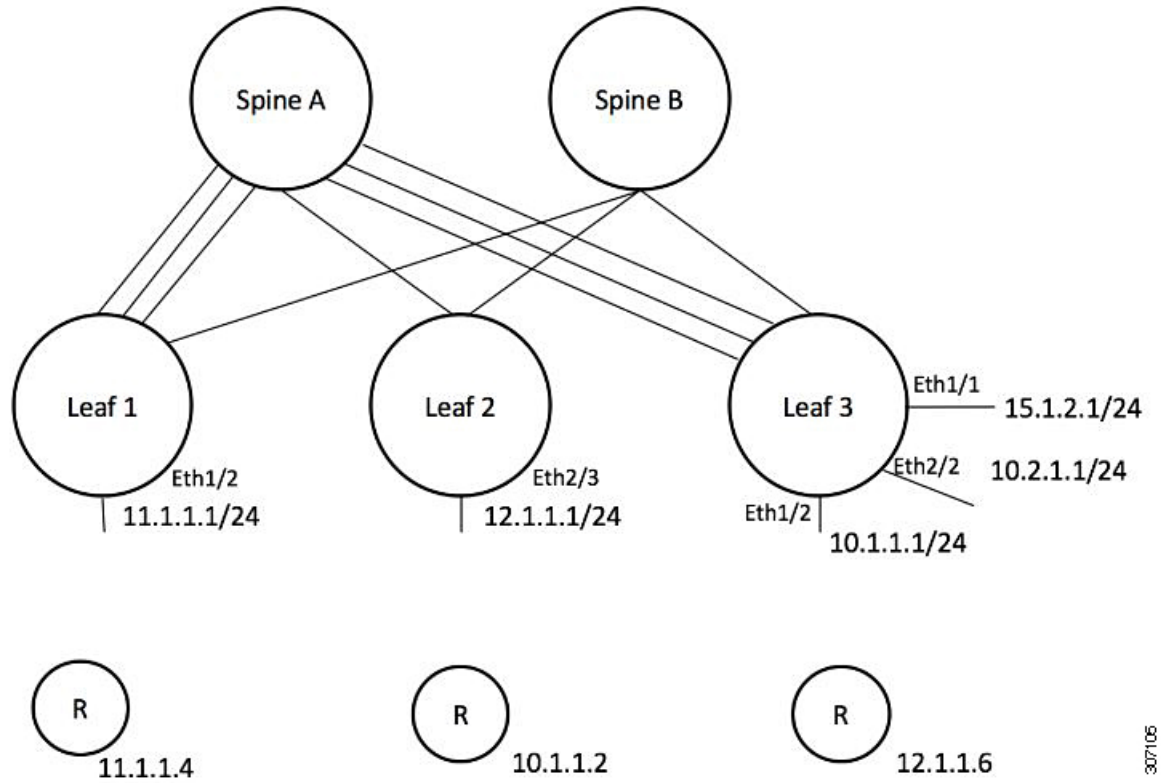 Spine A
Spine B
Leaf 1
Leaf 2
Leaf 3
Eth1/1
15.1.2.1/24
Eth2/2
10.2.1.1/24
Eth1/2
11.1.1.1/24
Eth2/3
12.1.1.1/24
Eth1/2
10.1.1.1/24
R
11.1.1.4
R
10.1.1.2
R
12.1.1.6
307105